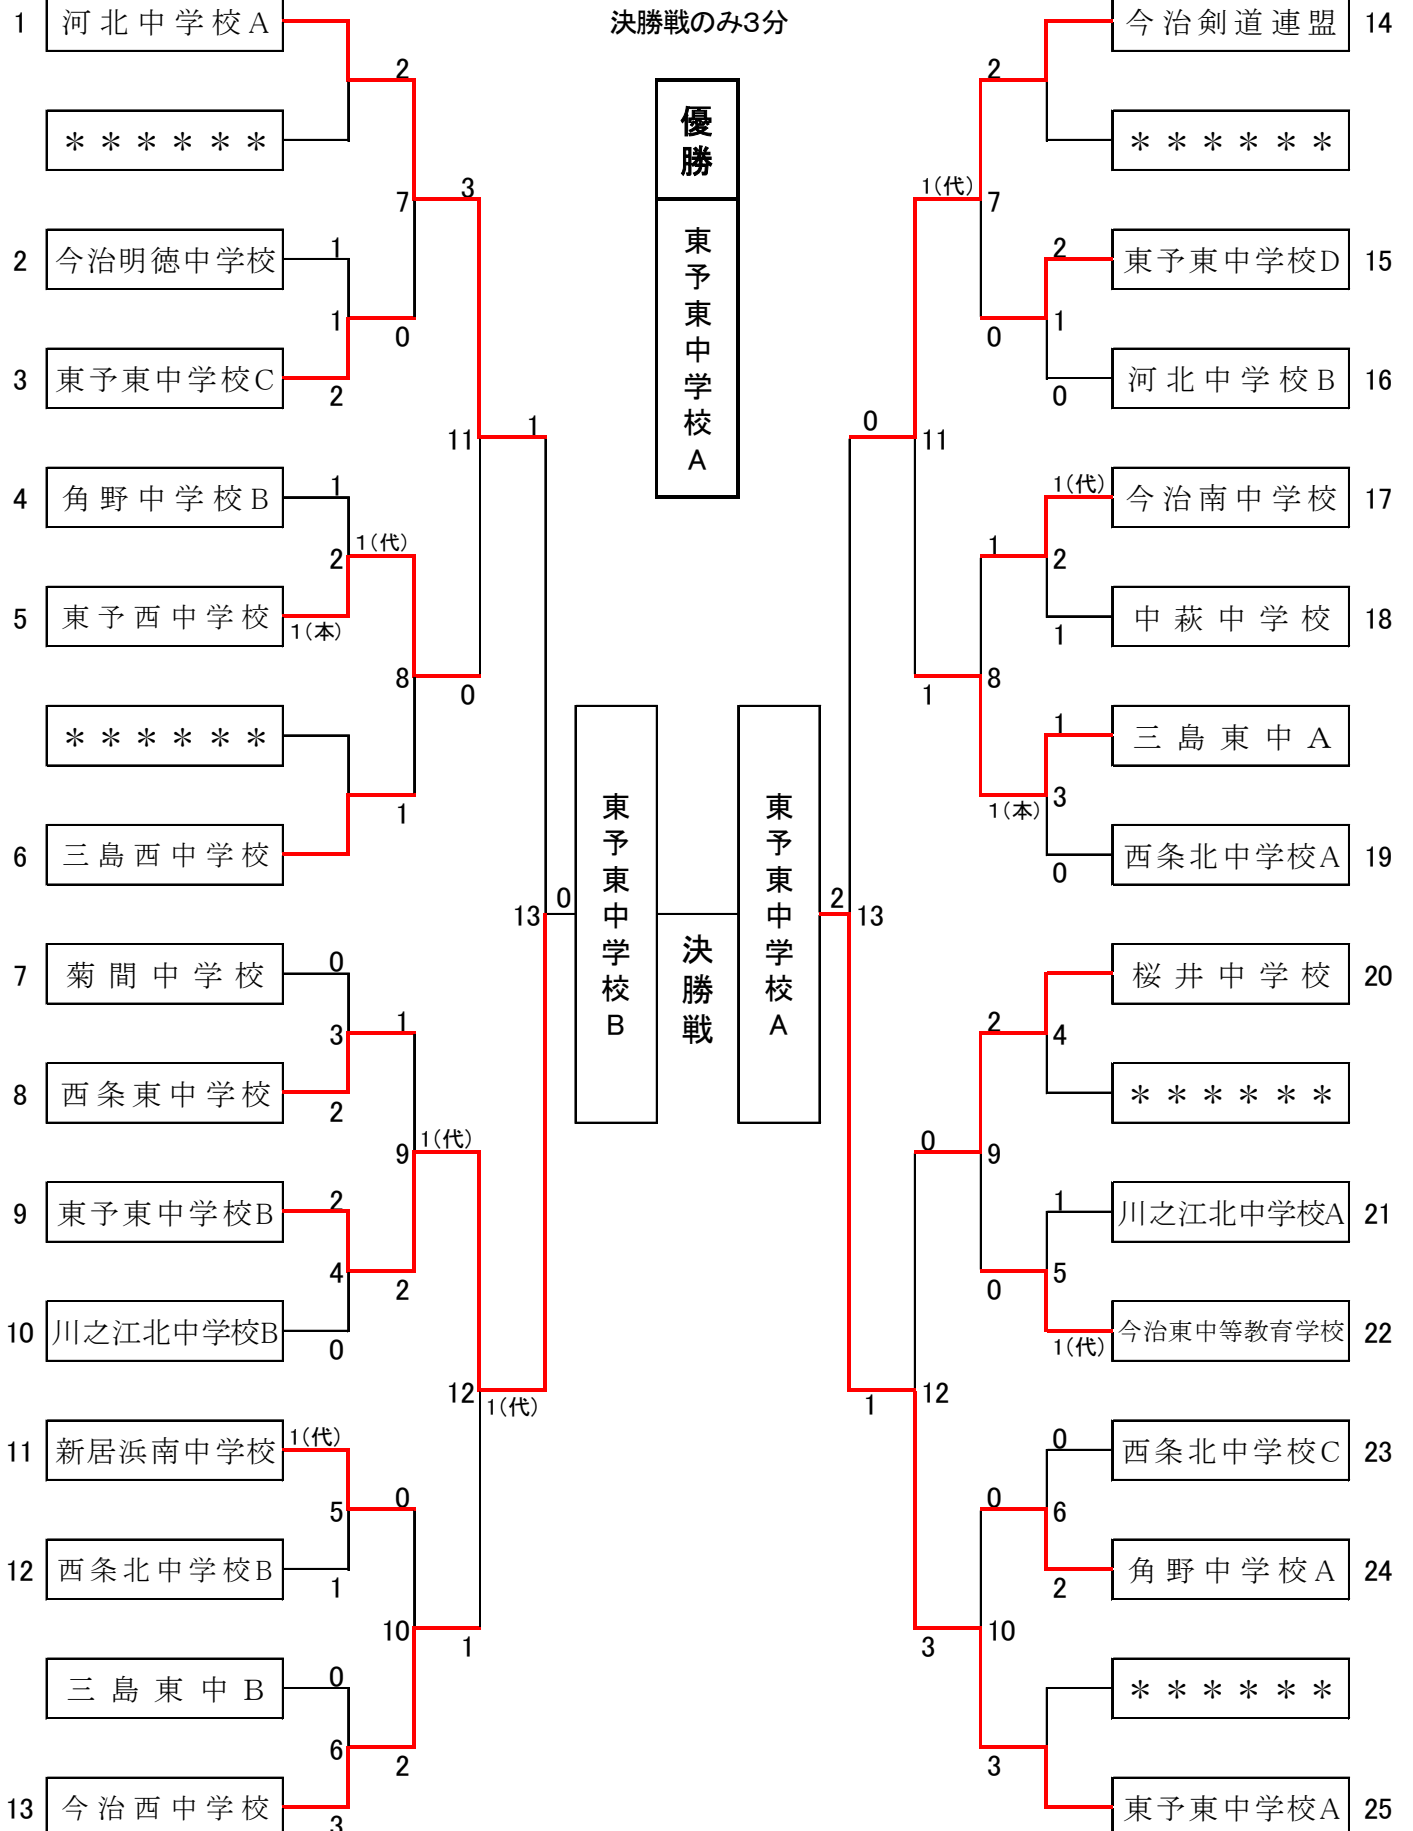 決勝戦のみ3分
優勝
東予東中学校A
1 河北中学校A
2
******
7
3
2 今治明徳中学校
1
1
0
3 東予東中学校C
2
11
1
4 角野中学校B
1
2
1(代)
5 東予西中学校
1(本)
8
0
******
1
6 三島西中学校
13
0
7 菊間中学校
0
3
1
8 西条東中学校
2
9
1(代)
9 東予東中学校B
2
4
2
10 川之江北中学校B
0
12
1(代)
11 新居浜南中学校
1(代)
5
0
12 西条北中学校B
1
10
1
三島東中B
0
6
2
13 今治西中学校
3
東予東中学校B
決勝戦
東予東中学校A
今治剣道連盟 14
2
******
1(代)
7
2
東予東中学校D 15
1
0
河北中学校B 16
0
0
11
1(代)
今治南中学校 17
1
2
中萩中学校 18
1
1
8
1
三島東中A
1(本)
3
西条北中学校A 19
0
2
13
桜井中学校 20
2
4
******
0
9
1
川之江北中学校A 21
0
5
今治東中等教育学校 22
1(代)
1
12
0
西条北中学校C 23
0
6
角野中学校A 24
2
3
10
******
3
東予東中学校A 25